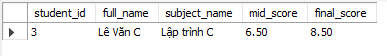 student_id full_name subject_name mid_score final_score
3 Lê Văn C Lập trình C 6.50 8.50